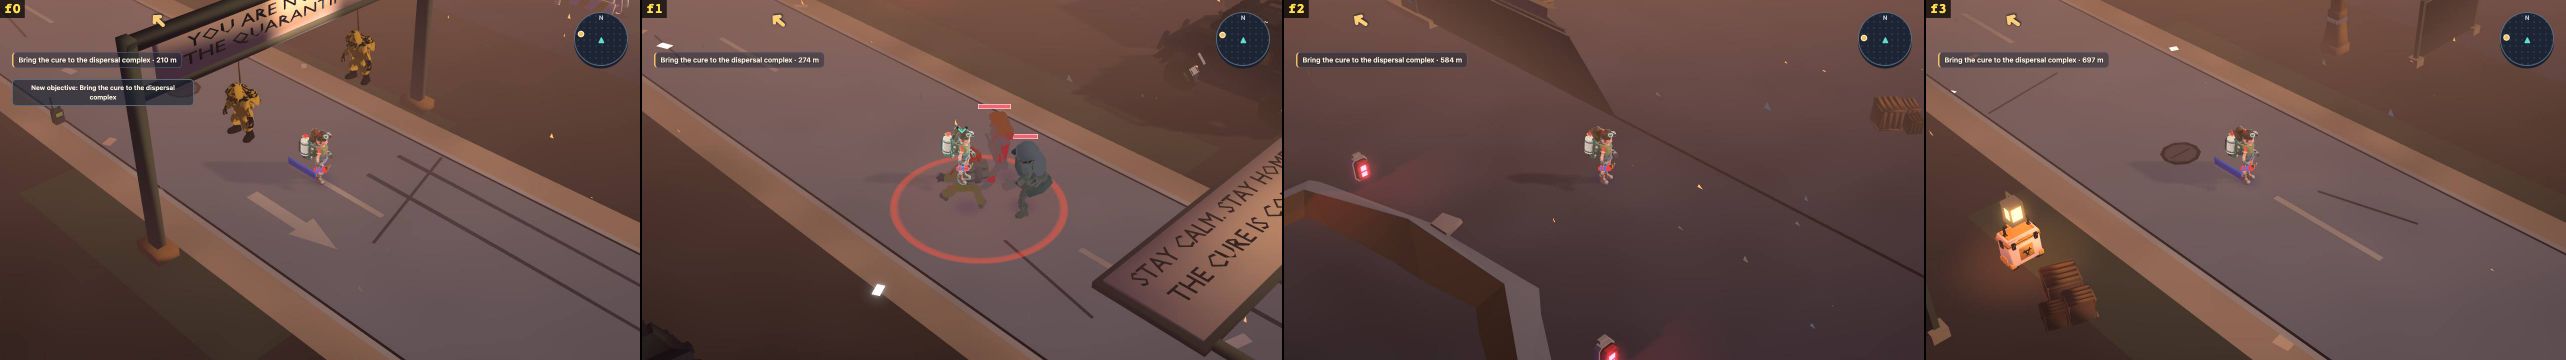 f0
YOU ARE
THE QUARANTI
N
Bring the cure to the dispersal complex · 210 m
New objective: Bring the cure to the dispersal
complex
f1
N
Bring the cure to the dispersal complex · 274 m
STAY CALM. STAY HOM
THE CURE IS
f2
N
Bring the cure to the dispersal complex · 584 m
f3
N
Bring the cure to the dispersal complex · 697 m